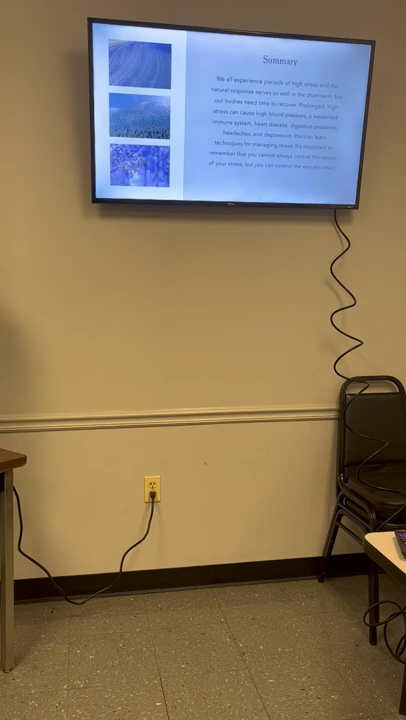 Summary
We all experience periods of high stress and this
natural response serves us well in the short term, but
our bodies need time to recover. Prolonged, high
stress can cause high blood pressure, a weakened
immune system, heart disease, digestive problems,
headaches, and depression. You can learn
techniques for managing stress. It's important to
remember that you cannot always control the causes
of your stress, but you can control the way you
TCL